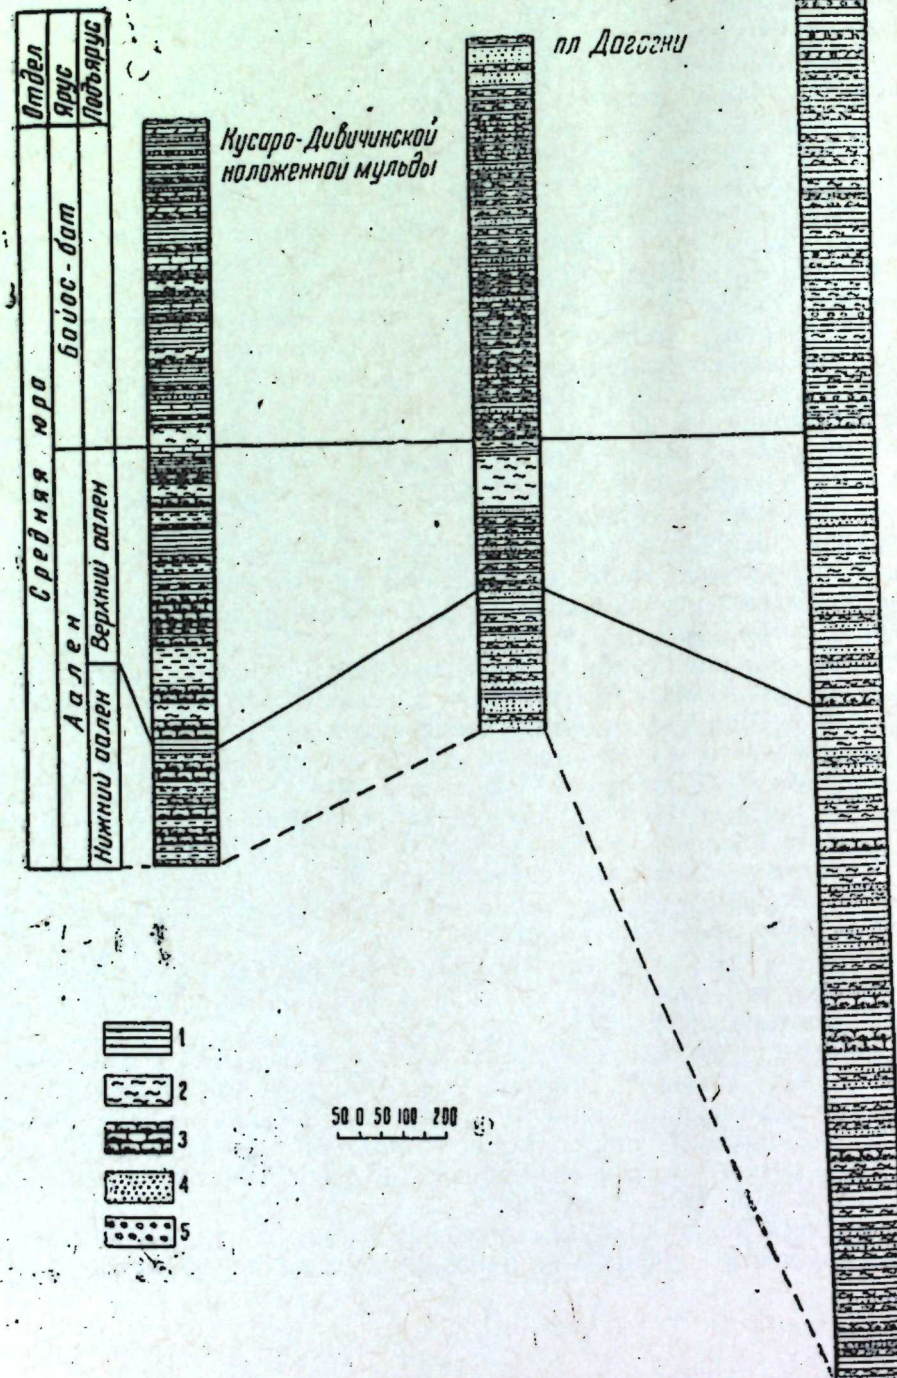 Отдел
Ярус
Подъярус
Средняя юра
байос-бат
Аален
Верхний аален
Нижний аален
Кусаро-Дивичинской
наложенной мульды
пл Дагогни
1
2
3
4
5
50 0 50 100 200